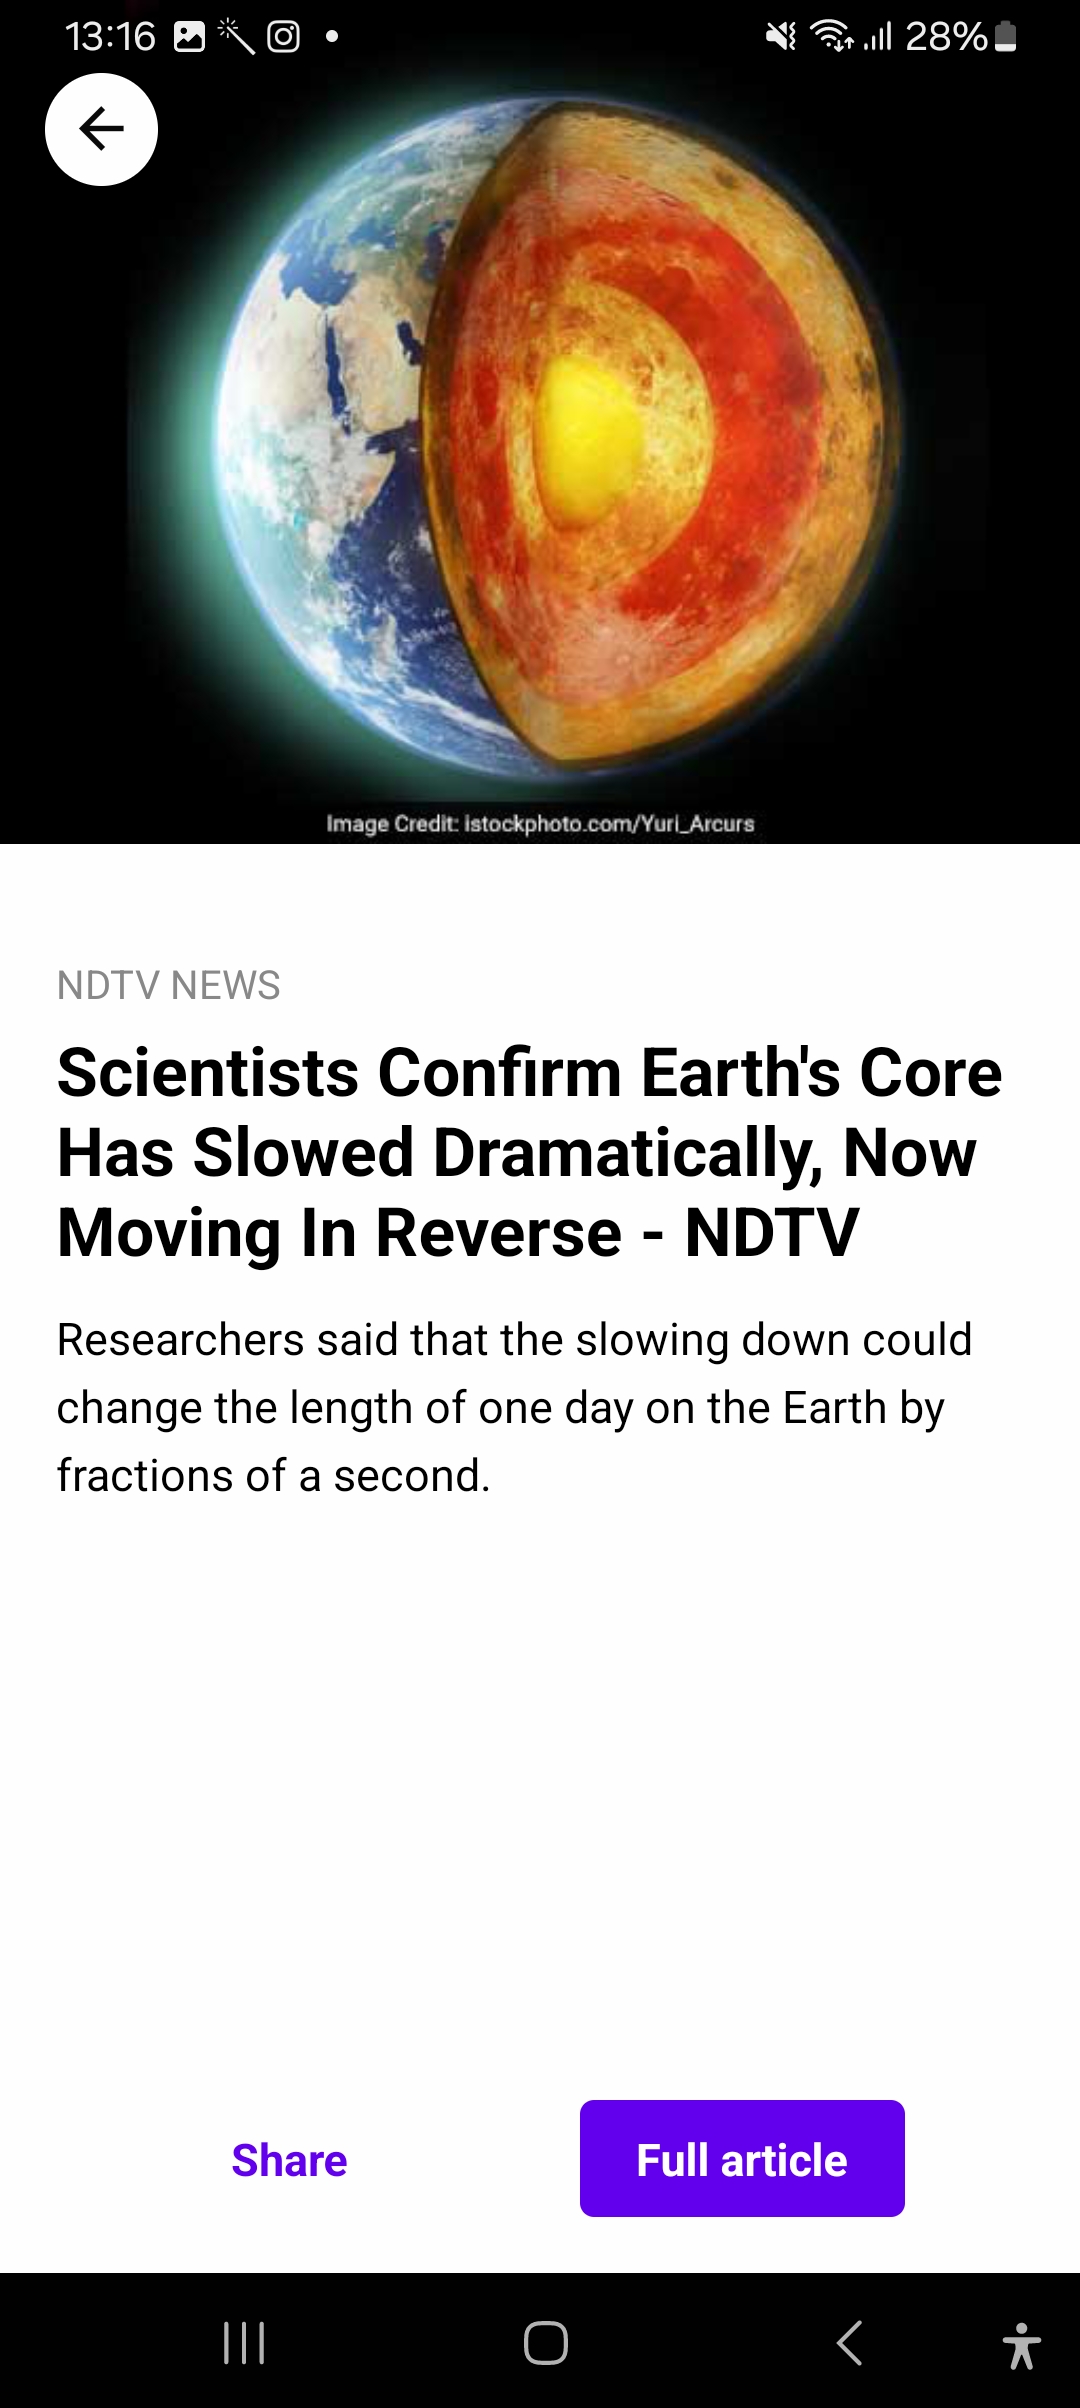 13:16
28%
Image Credit: istockphoto.com/Yuri_Arcurs
NDTV NEWS
Scientists Confirm Earth's Core
Has Slowed Dramatically, Now
Moving In Reverse - NDTV
Researchers said that the slowing down could
change the length of one day on the Earth by
fractions of a second.
Share
Full article